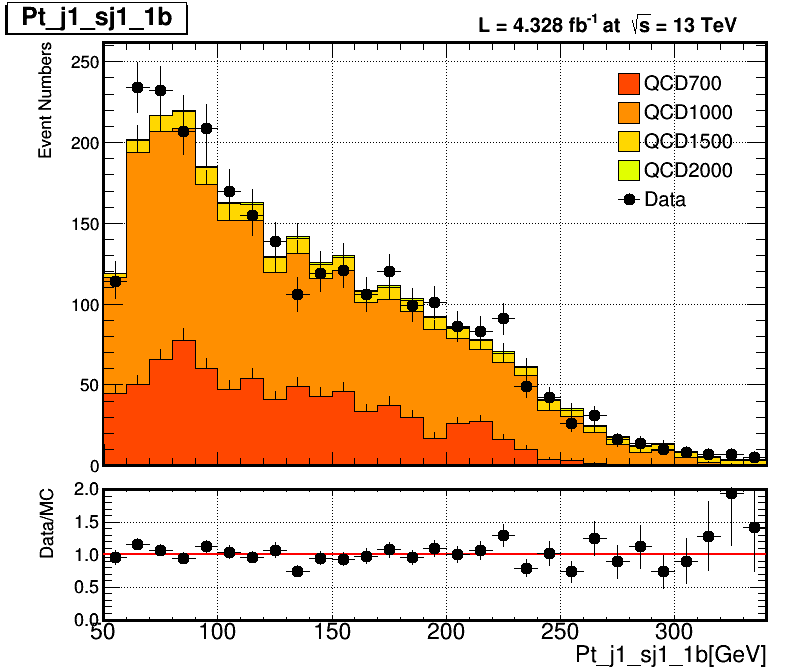 Pt_j1_sj1_1b
L = 4.328 fb-1 at √s = 13 TeV
Event Numbers
250
200
150
100
50
0
QCD700
QCD1000
QCD1500
QCD2000
Data
Data/MC
2.0
1.5
1.0
0.5
0.0
50 100 150 200 250 300
Pt_j1_sj1_1b[GeV]